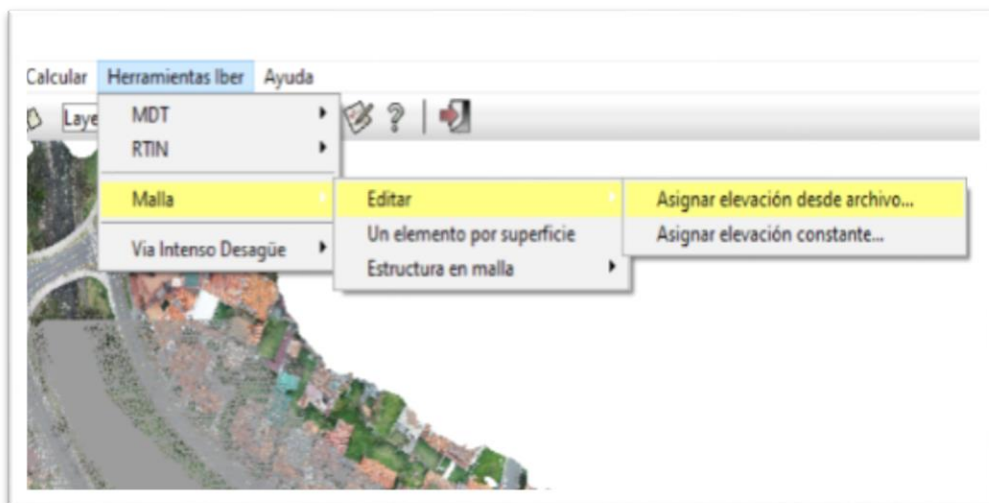 Calcular Herramientas Iber Ayuda
Laye
MDT
RTIN
Malla
Via Intenso Desagüe
Editar
Un elemento por superficie
Estructura en malla
Asignar elevación desde archivo...
Asignar elevación constante...